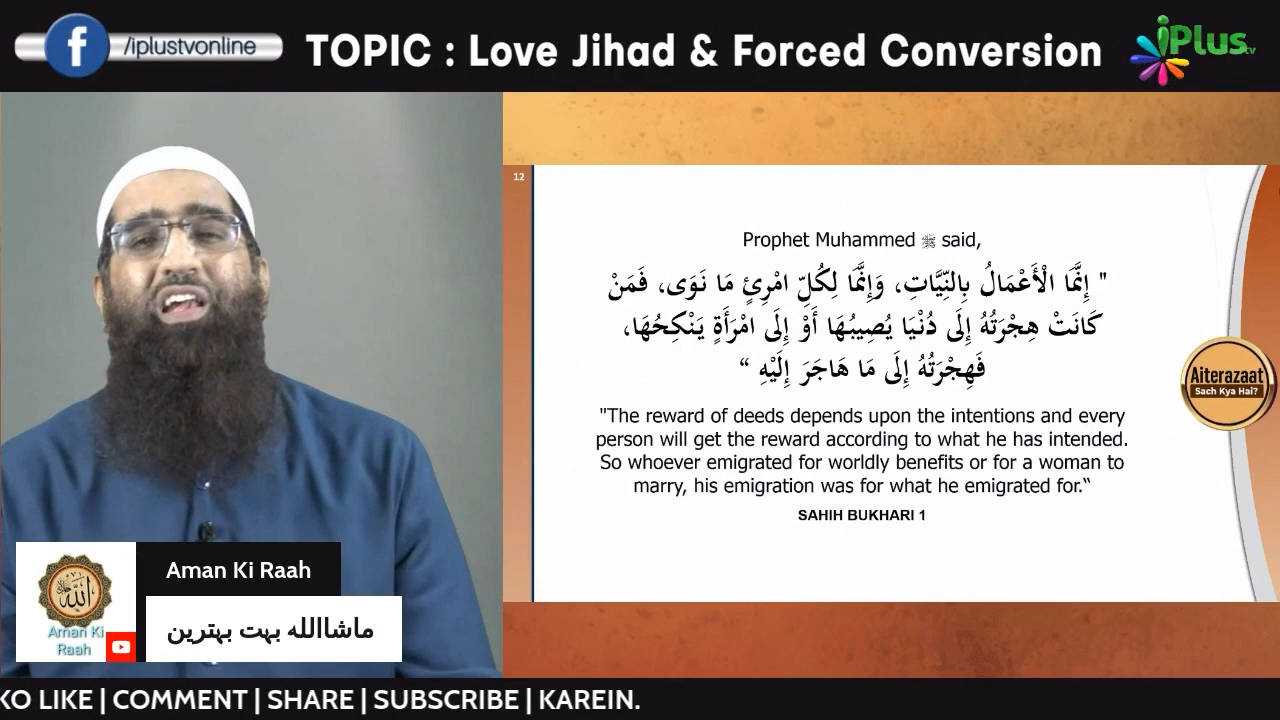 /iplustvonline
TOPIC : Love Jihad & Forced Conversion
iPlus tv
12
Prophet Muhammed ﷺ said,
" إِنَّمَا الْأَعْمَالُ بِالنِّيَّاتِ، وَإِنَّمَا لِكُلِّ امْرِئٍ مَا نَوَى، فَمَنْ
كَانَتْ هِجْرَتُهُ إِلَى دُنْيَا يُصِيبُهَا أَوْ إِلَى امْرَأَةٍ يَنْكِحُهَا،
فَهِجْرَتُهُ إِلَى مَا هَاجَرَ إِلَيْهِ “
"The reward of deeds depends upon the intentions and every
person will get the reward according to what he has intended.
So whoever emigrated for worldly benefits or for a woman to
marry, his emigration was for what he emigrated for.“
SAHIH BUKHARI 1
Aiterazaat
Sach Kya Hai?
الله
Aman Ki
Raah
Aman Ki Raah
ماشاالله بہت بہترین
KO LIKE | COMMENT | SHARE | SUBSCRIBE | KAREIN.